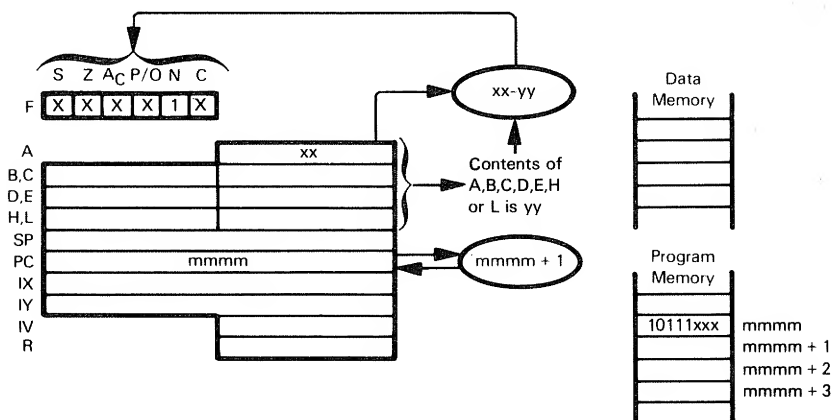 S Z AC P/O N C
F X X X X 1 X
xx-yy
Data
Memory
A xx
B,C
D,E
H,L
Contents of
A,B,C,D,E,H
or L is yy
SP
PC mmmm
mmmm + 1
IX
IY
IV
R
Program
Memory
10111xxx mmmm
mmmm + 1
mmmm + 2
mmmm + 3